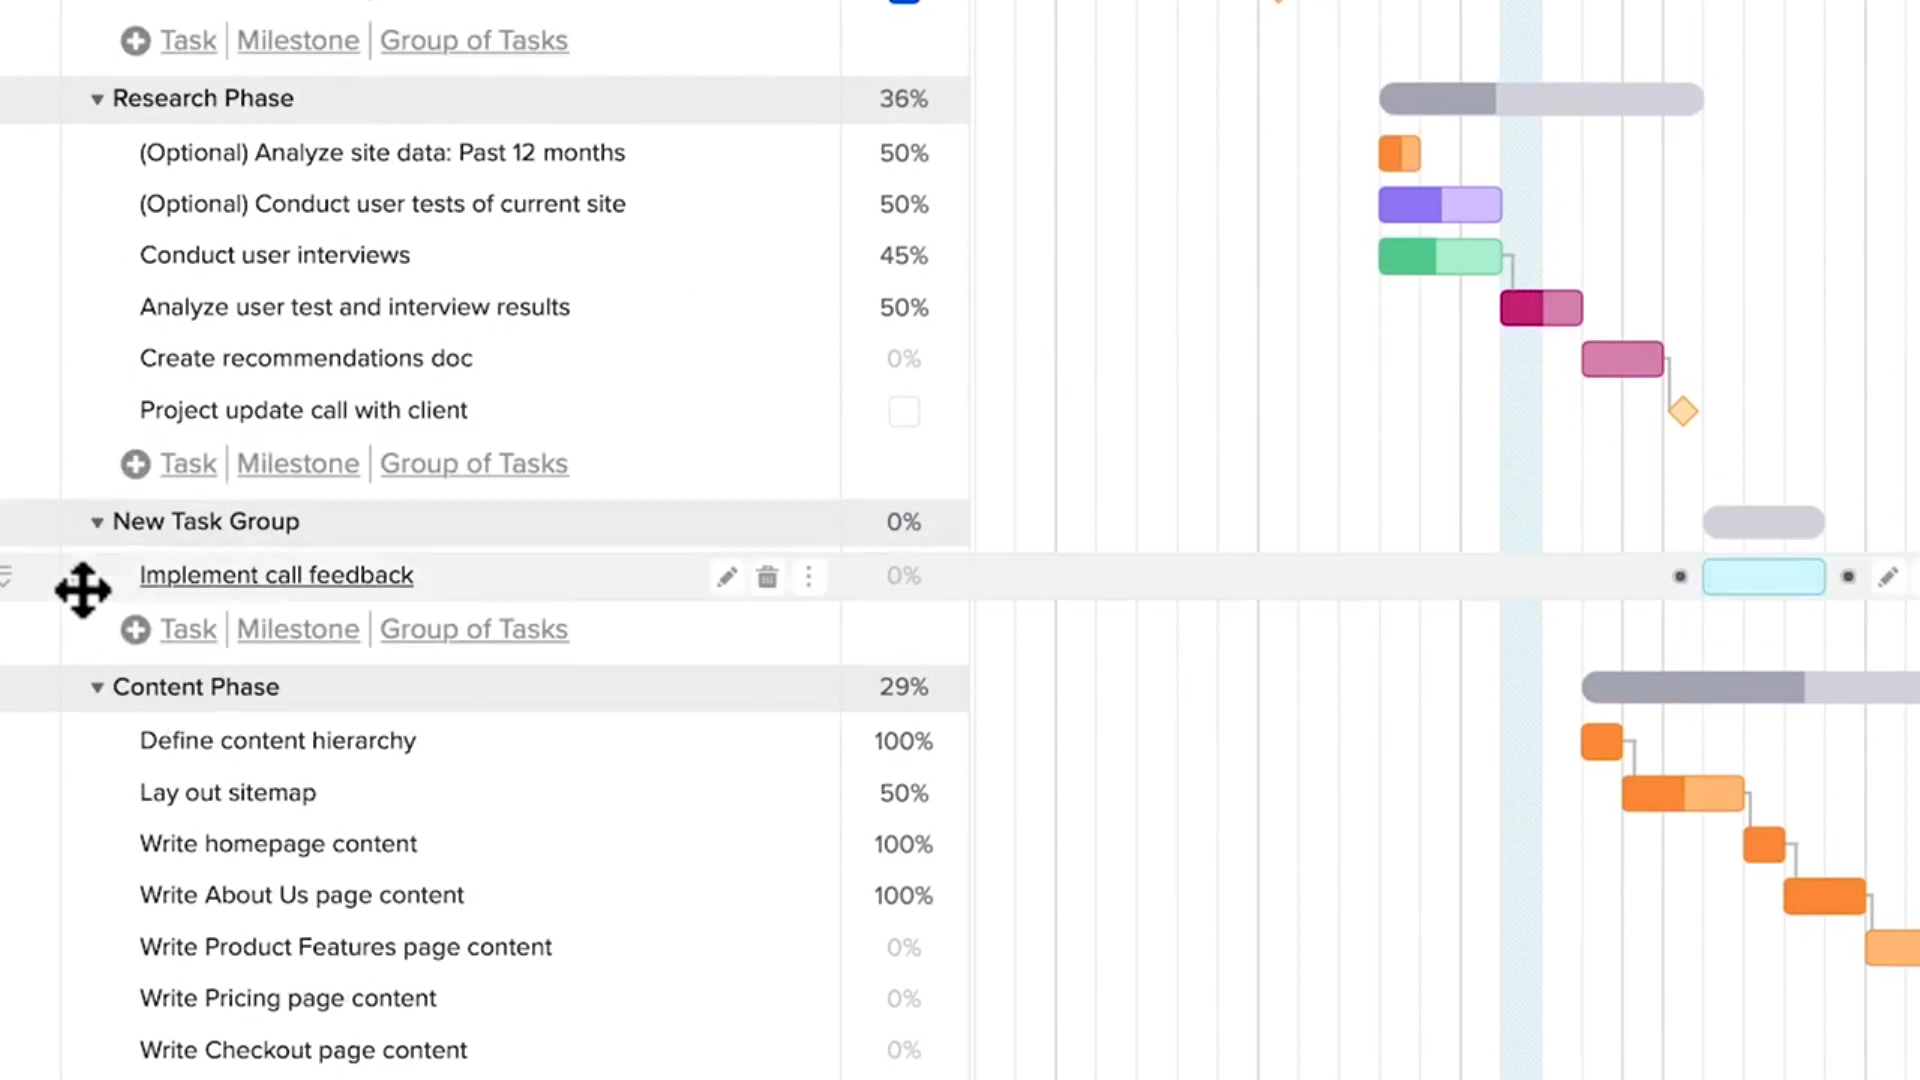 Task Milestone Group of Tasks
Research Phase 36%
(Optional) Analyze site data: Past 12 months 50%
(Optional) Conduct user tests of current site 50%
Conduct user interviews 45%
Analyze user test and interview results 50%
Create recommendations doc 0%
Project update call with client
Task Milestone Group of Tasks
New Task Group 0%
Implement call feedback 0%
Task Milestone Group of Tasks
Content Phase 29%
Define content hierarchy 100%
Lay out sitemap 50%
Write homepage content 100%
Write About Us page content 100%
Write Product Features page content 0%
Write Pricing page content 0%
Write Checkout page content 0%